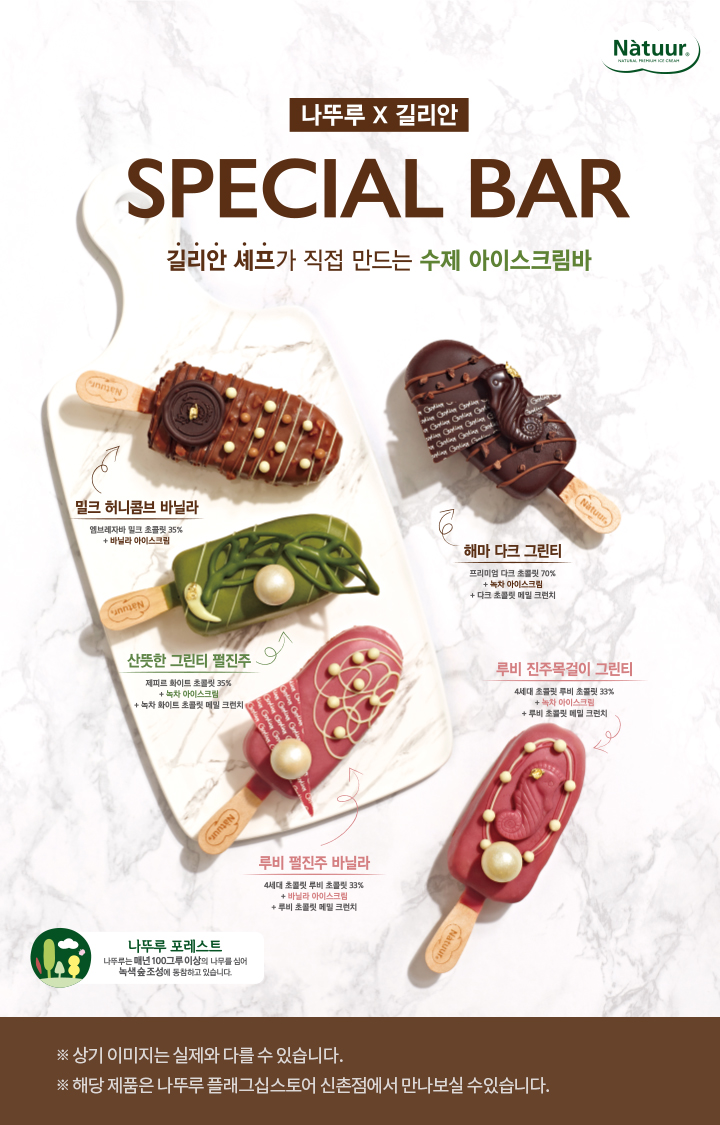 Nàtuur®
NATURAL PREMIUM ICE CREAM
나뚜루 X 길리안
SPECIAL BAR
길리안 셰프가 직접 만드는 수제 아이스크림바
Nàtuur
Guylian
Nàtuur
밀크 허니콤브 바닐라
엠브레자바 밀크 초콜릿 35%
+ 바닐라 아이스크림
해마 다크 그린티
프리미엄 다크 초콜릿 70%
+ 녹차 아이스크림
+ 다크 초콜릿 메밀 크런치
Nàtuur
산뜻한 그린티 펄진주
제피르 화이트 초콜릿 35%
+ 녹차 아이스크림
+ 녹차 화이트 초콜릿 메밀 크런치
루비 진주목걸이 그린티
4세대 초콜릿 루비 초콜릿 33%
+ 녹차 아이스크림
+ 루비 초콜릿 메밀 크런치
Nàtuur
루비 펄진주 바닐라
4세대 초콜릿 루비 초콜릿 33%
+ 바닐라 아이스크림
+ 루비 초콜릿 메밀 크런치
Nàtuur
나뚜루 포레스트
나뚜루는 매년 100그루 이상의 나무를 심어
녹색 숲 조성에 동참하고 있습니다.
※ 상기 이미지는 실제와 다를 수 있습니다.
※ 해당 제품은 나뚜루 플래그십스토어 신촌점에서 만나보실 수있습니다.